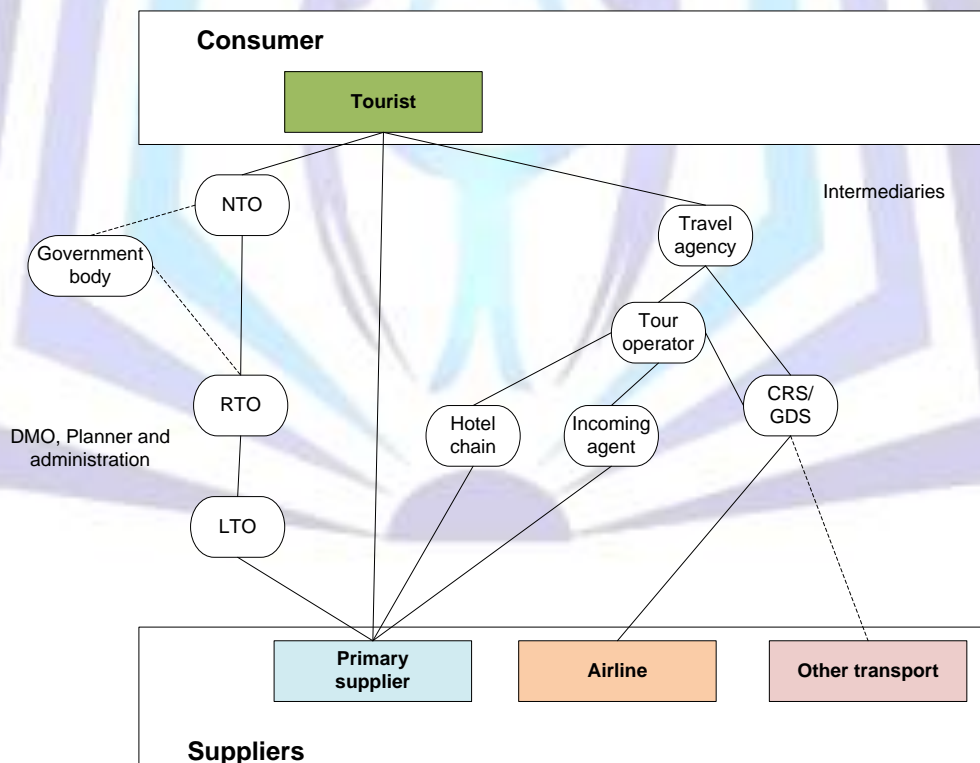 Consumer
Tourist
NTO
Intermediaries
Travel
agency
Government
body
Tour
operator
RTO
CRS/
GDS
Hotel
chain
Incoming
agent
DMO, Planner and
administration
LTO
Primary
supplier
Airline
Other transport
Suppliers